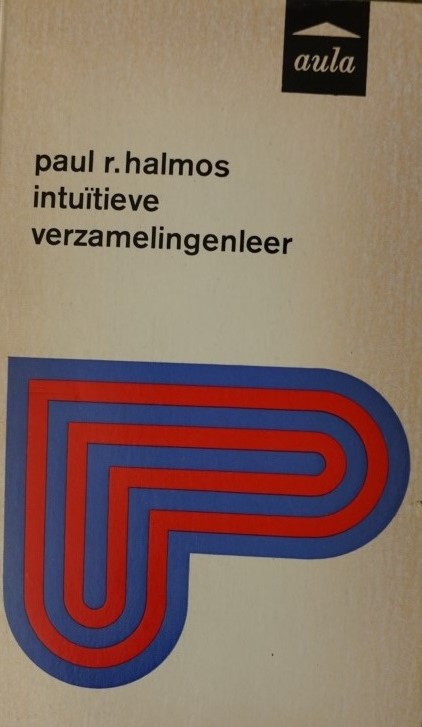 aula
paul r. halmos
intuïtieve
verzamelingenleer